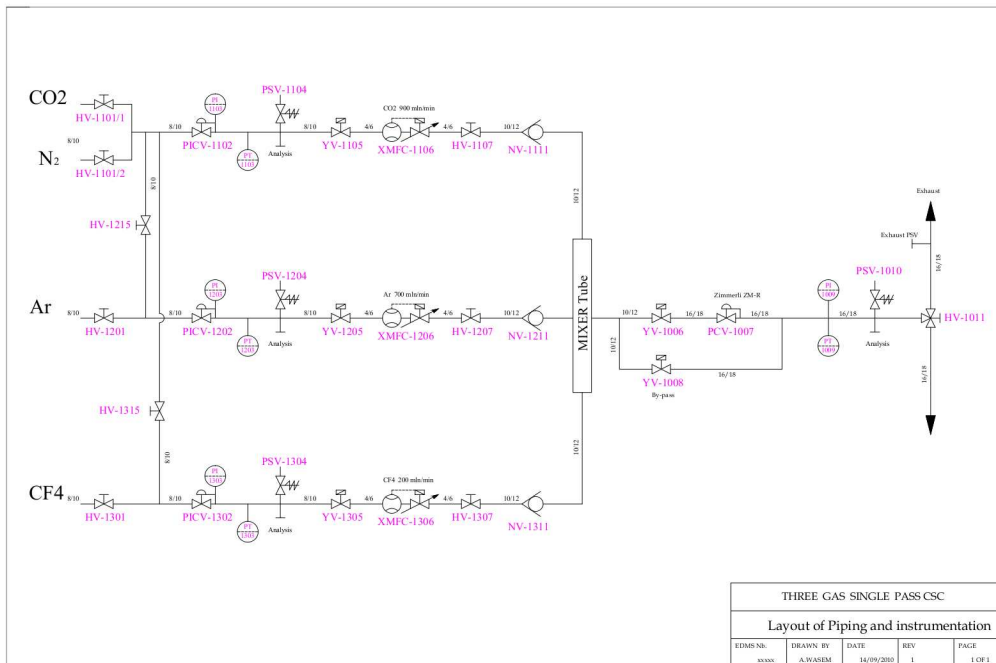 CO2
HV-1101/1
8/10
N2
HV-1101/2
8/10
8/10
PI
1103
PICV-1102
PT
1103
PSV-1104
Analysis
8/10
YV-1105
4/6
CO2 900 mln/min
XMFC-1106
4/6
HV-1107
10/12
NV-1111
10/12
HV-1215
Ar
8/10
HV-1201
8/10
PI
1203
PICV-1202
PT
1203
PSV-1204
Analysis
8/10
YV-1205
4/6
Ar 700 mln/min
XMFC-1206
4/6
HV-1207
10/12
NV-1211
MIXER Tube
10/12
10/12
YV-1006
16/18
Zimmerli ZM-R
PCV-1007
16/18
YV-1008
By-pass
16/18
PI
1009
PT
1009
16/18
PSV-1010
Analysis
Exhaust
Exhaust PSV
16/18
HV-1011
16/18
HV-1315
8/10
CF4
8/10
HV-1301
8/10
PI
1303
PICV-1302
PT
1303
PSV-1304
Analysis
8/10
YV-1305
4/6
CF4 200 mln/min
XMFC-1306
4/6
HV-1307
10/12
NV-1311
10/12
THREE GAS SINGLE PASS CSC
Layout of Piping and instrumentation
EDMS Nb. DRAWN BY DATE REV PAGE
xxxxx A.WASEM 14/09/2010 1 1 OF 1